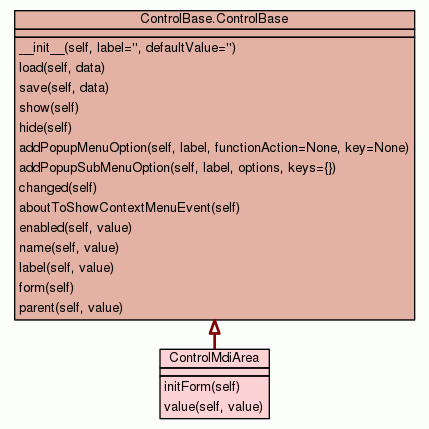 ControlBase.ControlBase
__init__(self, label='', defaultValue='')
load(self, data)
save(self, data)
show(self)
hide(self)
addPopupMenuOption(self, label, functionAction=None, key=None)
addPopupSubMenuOption(self, label, options, keys={})
changed(self)
aboutToShowContextMenuEvent(self)
enabled(self, value)
name(self, value)
label(self, value)
form(self)
parent(self, value)
ControlMdiArea
initForm(self)
value(self, value)